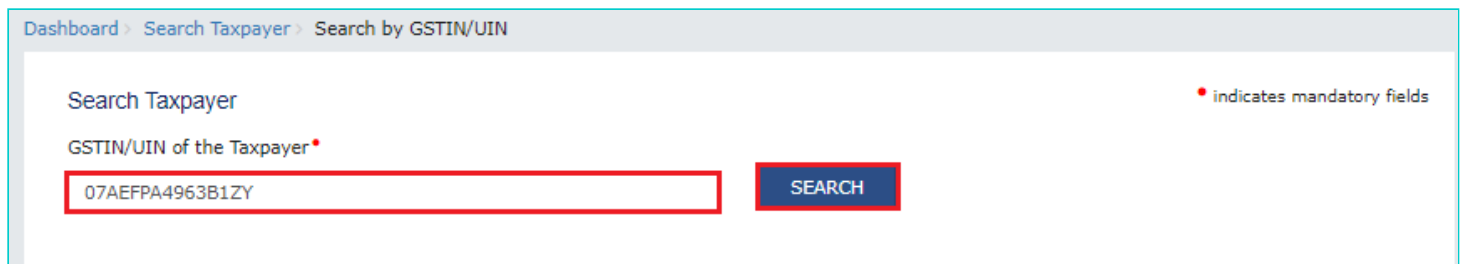 Dashboard > Search Taxpayer > Search by GSTIN/UIN
Search Taxpayer
• indicates mandatory fields
GSTIN/UIN of the Taxpayer•
07AEFPA4963B1ZY
SEARCH